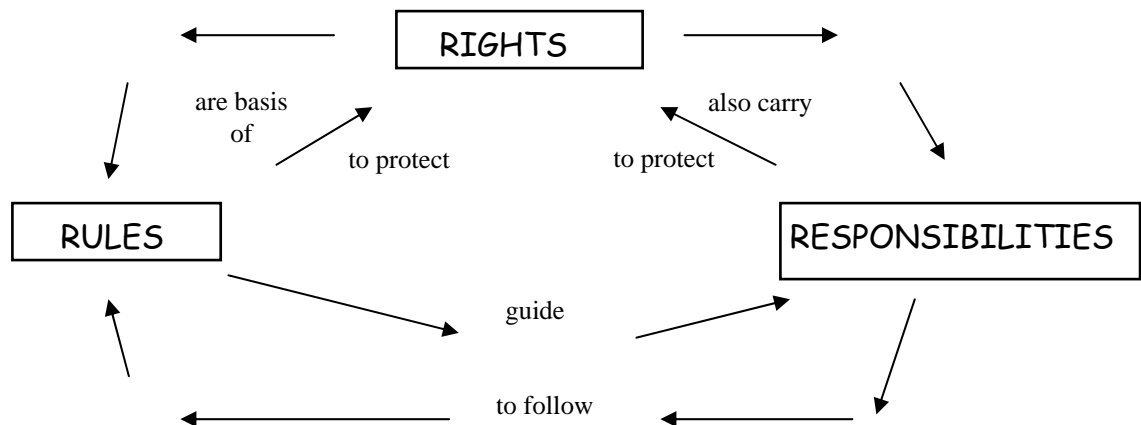 RIGHTS
are basis
of
also carry
to protect
to protect
RULES
RESPONSIBILITIES
guide
to follow